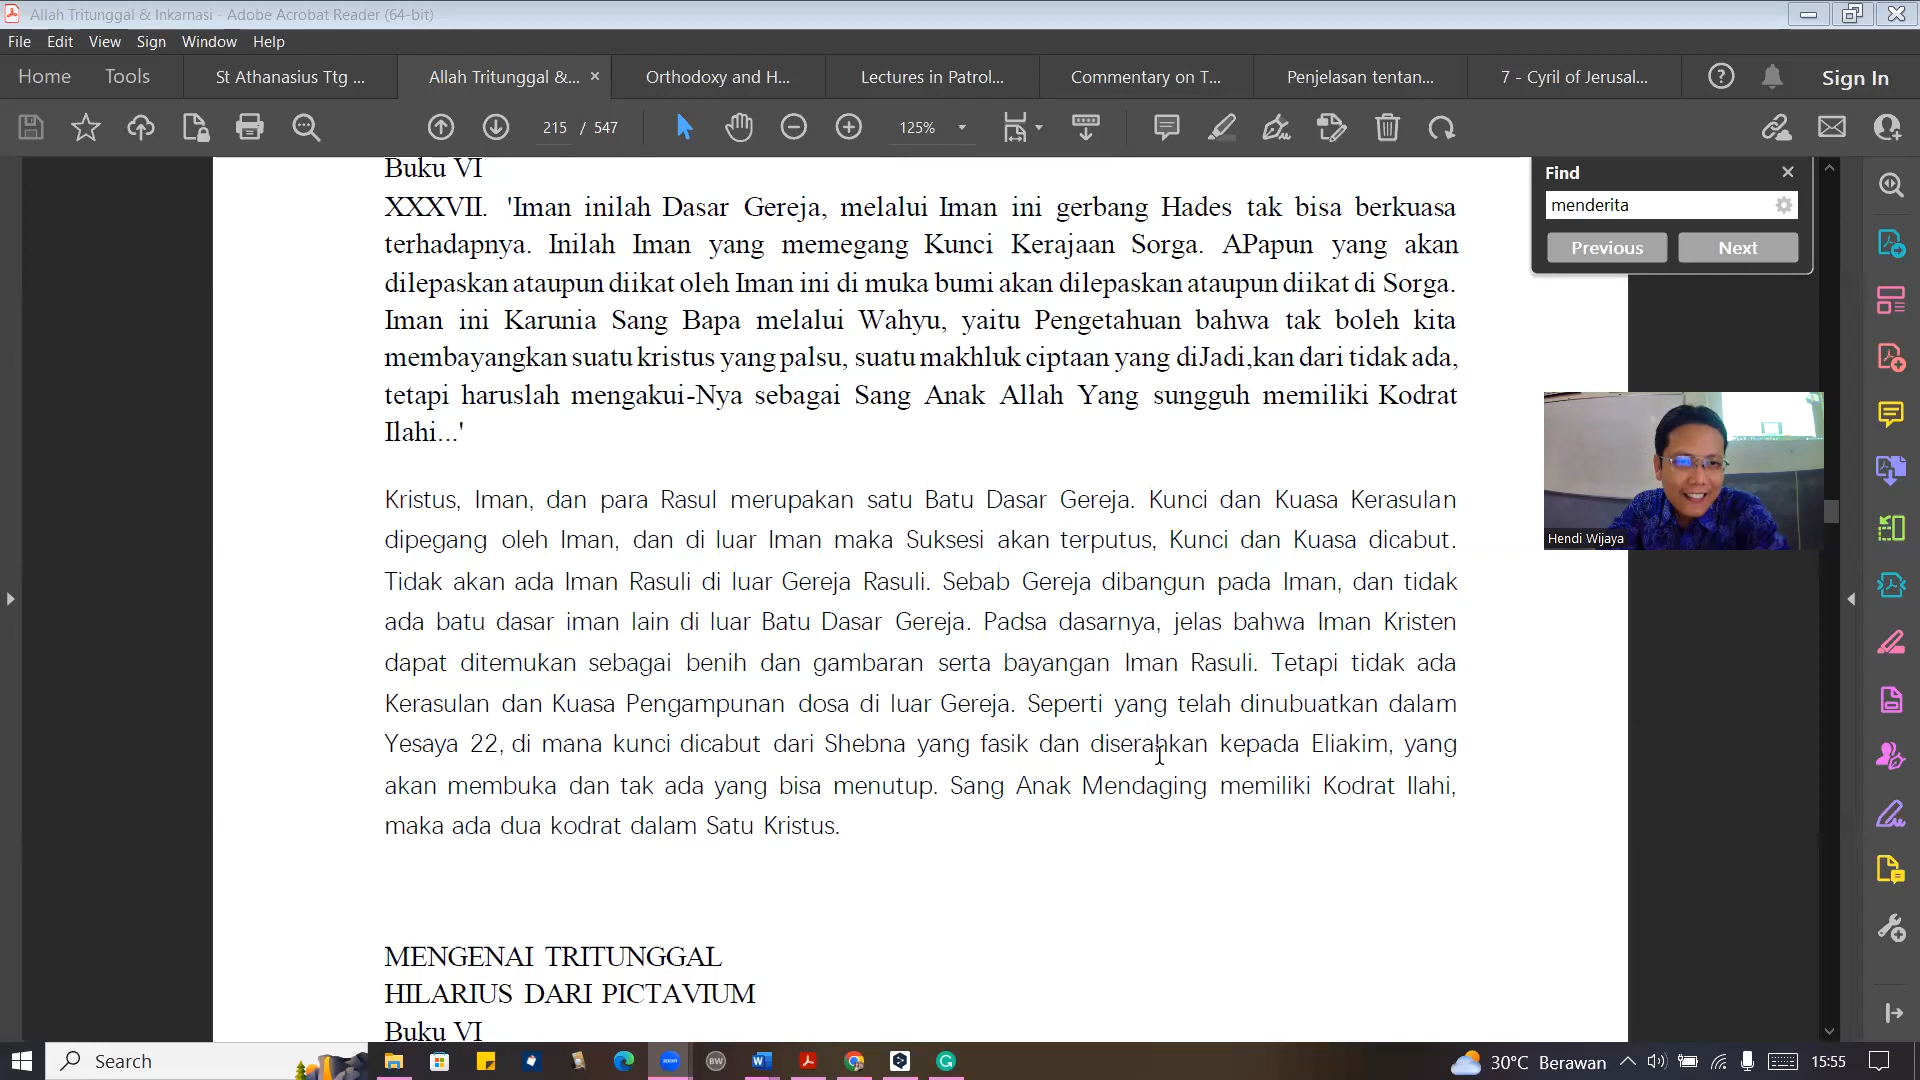 Allah Tritunggal & Inkarnasi - Adobe Acrobat Reader (64-bit)
File Edit View Sign Window Help
Home Tools St Athanasius Ttg ... Allah Tritunggal &... × Orthodoxy and H... Lectures in Patrol... Commentary on T... Penjelasan tentan... 7 - Cyril of Jerusal... Sign In
215 / 547 125%
Find
menderita
Previous Next
Buku VI
XXXVII. 'Iman inilah Dasar Gereja, melalui Iman ini gerbang Hades tak bisa berkuasa
terhadapnya. Inilah Iman yang memegang Kunci Kerajaan Sorga. APapun yang akan
dilepaskan ataupun diikat oleh Iman ini di muka bumi akan dilepaskan ataupun diikat di Sorga.
Iman ini Karunia Sang Bapa melalui Wahyu, yaitu Pengetahuan bahwa tak boleh kita
membayangkan suatu kristus yang palsu, suatu makhluk ciptaan yang diJadi,kan dari tidak ada,
tetapi haruslah mengakui-Nya sebagai Sang Anak Allah Yang sungguh memiliki Kodrat
Ilahi...'
Kristus, Iman, dan para Rasul merupakan satu Batu Dasar Gereja. Kunci dan Kuasa Kerasulan
dipegang oleh Iman, dan di luar Iman maka Suksesi akan terputus, Kunci dan Kuasa dicabut.
Tidak akan ada Iman Rasuli di luar Gereja Rasuli. Sebab Gereja dibangun pada Iman, dan tidak
ada batu dasar iman lain di luar Batu Dasar Gereja. Padsa dasarnya, jelas bahwa Iman Kristen
dapat ditemukan sebagai benih dan gambaran serta bayangan Iman Rasuli. Tetapi tidak ada
Kerasulan dan Kuasa Pengampunan dosa di luar Gereja. Seperti yang telah dinubuatkan dalam
Yesaya 22, di mana kunci dicabut dari Shebna yang fasik dan diserahkan kepada Eliakim, yang
akan membuka dan tak ada yang bisa menutup. Sang Anak Mendaging memiliki Kodrat Ilahi,
maka ada dua kodrat dalam Satu Kristus.
MENGENAI TRITUNGGAL
HILARIUS DARI PICTAVIUM
Buku VI
Hendi Wijaya
Search BW 30°C Berawan 15:55